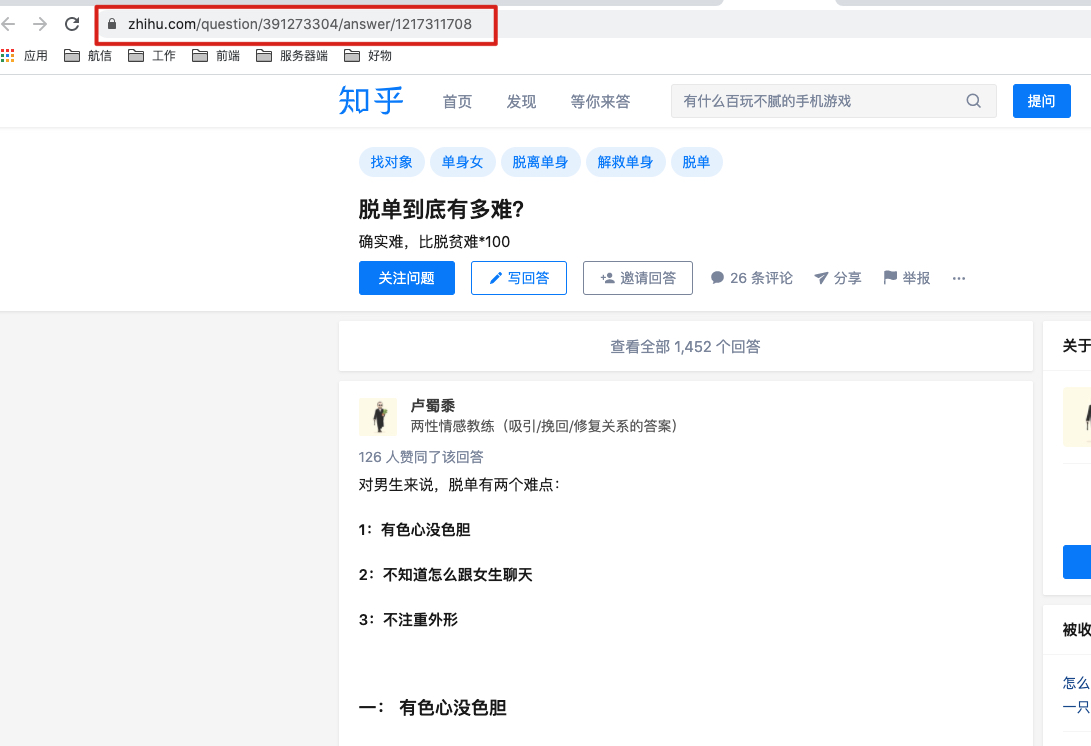 zhihu.com/question/391273304/answer/1217311708
应用 航信 工作 前端 服务器端 好物
知乎 首页 发现 等你来答 有什么百玩不腻的手机游戏 提问
找对象 单身女 脱离单身 解救单身 脱单
脱单到底有多难?
确实难，比脱贫难*100
关注问题 写回答 邀请回答 26 条评论 分享 举报 ...
查看全部 1,452 个回答
关于
卢蜀黍
两性情感教练（吸引/挽回/修复关系的答案）
126 人赞同了该回答
对男生来说，脱单有两个难点：
1：有色心没色胆
2：不知道怎么跟女生聊天
3：不注重外形
被收
怎么
一只
一： 有色心没色胆